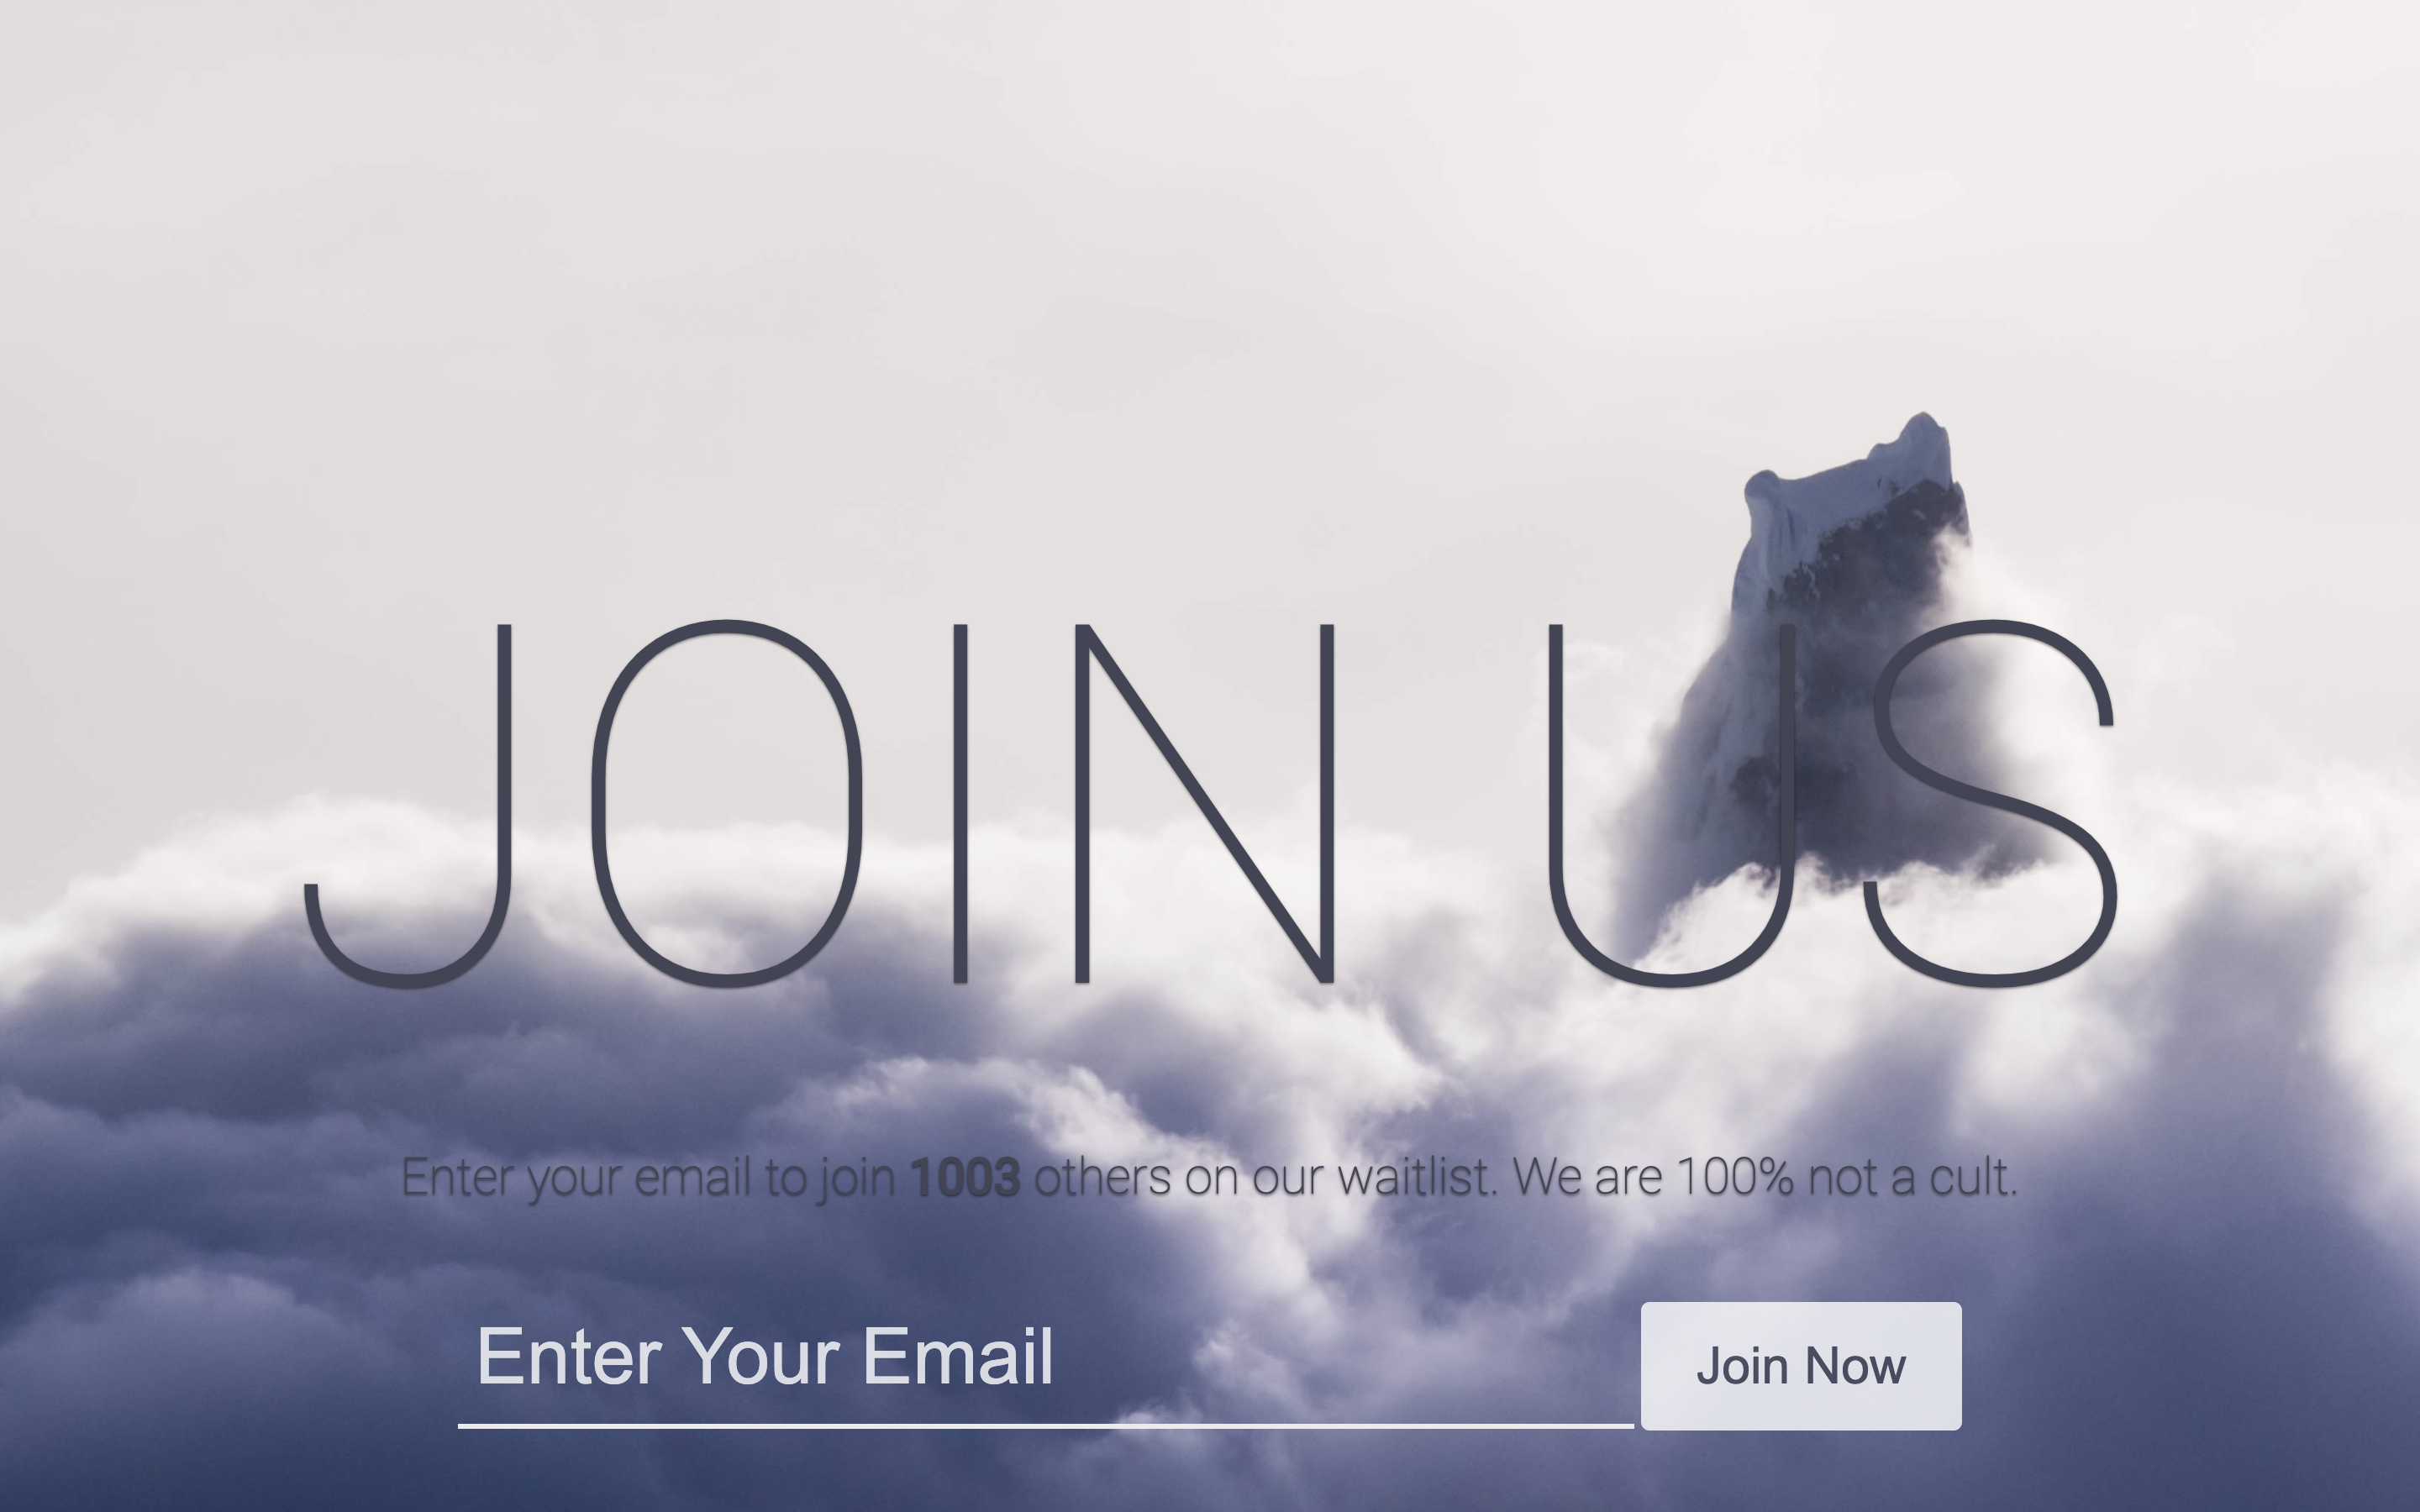 JOIN US
Enter your email to join 1003 others on our waitlist. We are 100% not a cult.
Enter Your Email
Join Now